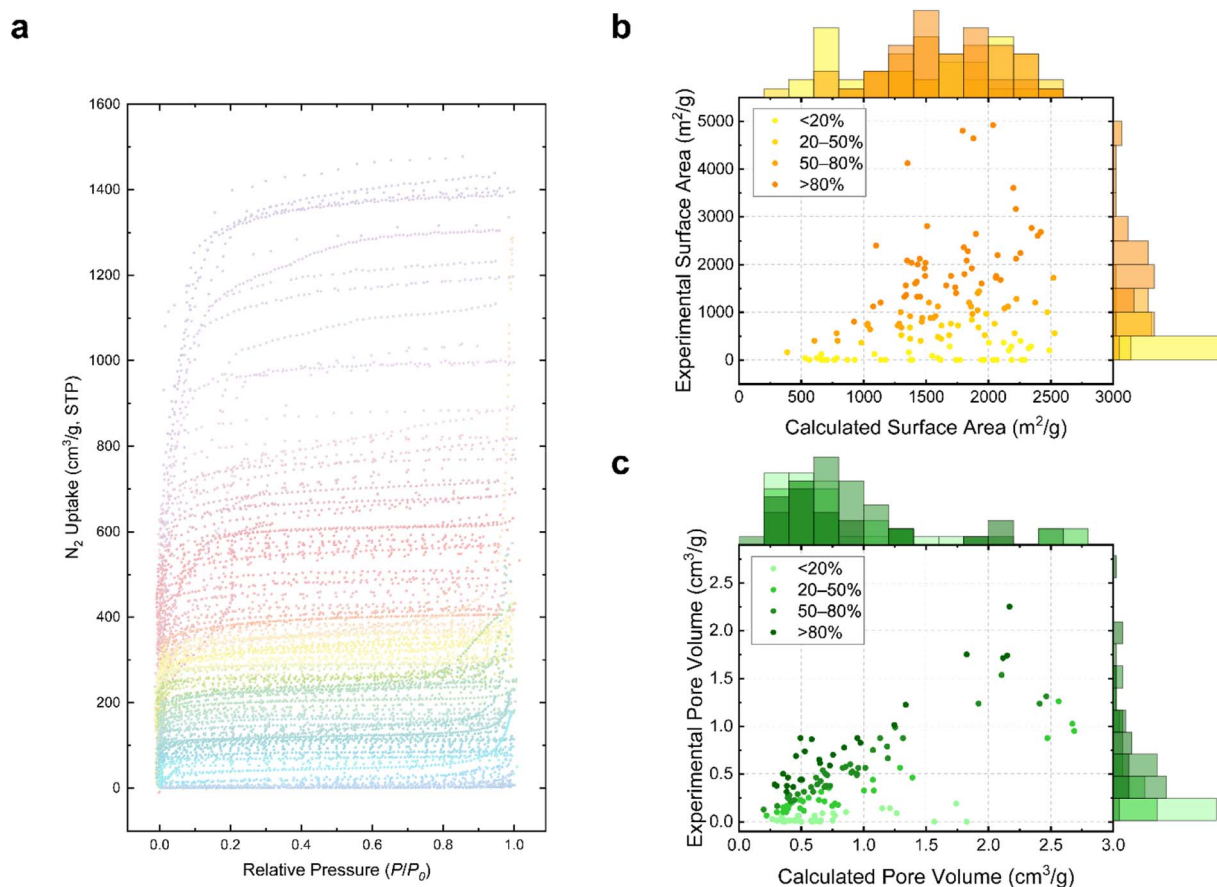 a
1600
1400
1200
1000
800
600
400
200
0
N₂ Uptake (cm³/g, STP)
0.0 0.2 0.4 0.6 0.8 1.0
Relative Pressure (P/P₀)
b
<20%
20–50%
50–80%
>80%
5000
4000
3000
2000
1000
0
Experimental Surface Area (m²/g)
0 500 1000 1500 2000 2500 3000
Calculated Surface Area (m²/g)
c
<20%
20–50%
50–80%
>80%
2.5
2.0
1.5
1.0
0.5
0.0
Experimental Pore Volume (cm³/g)
0.0 0.5 1.0 1.5 2.0 2.5 3.0
Calculated Pore Volume (cm³/g)